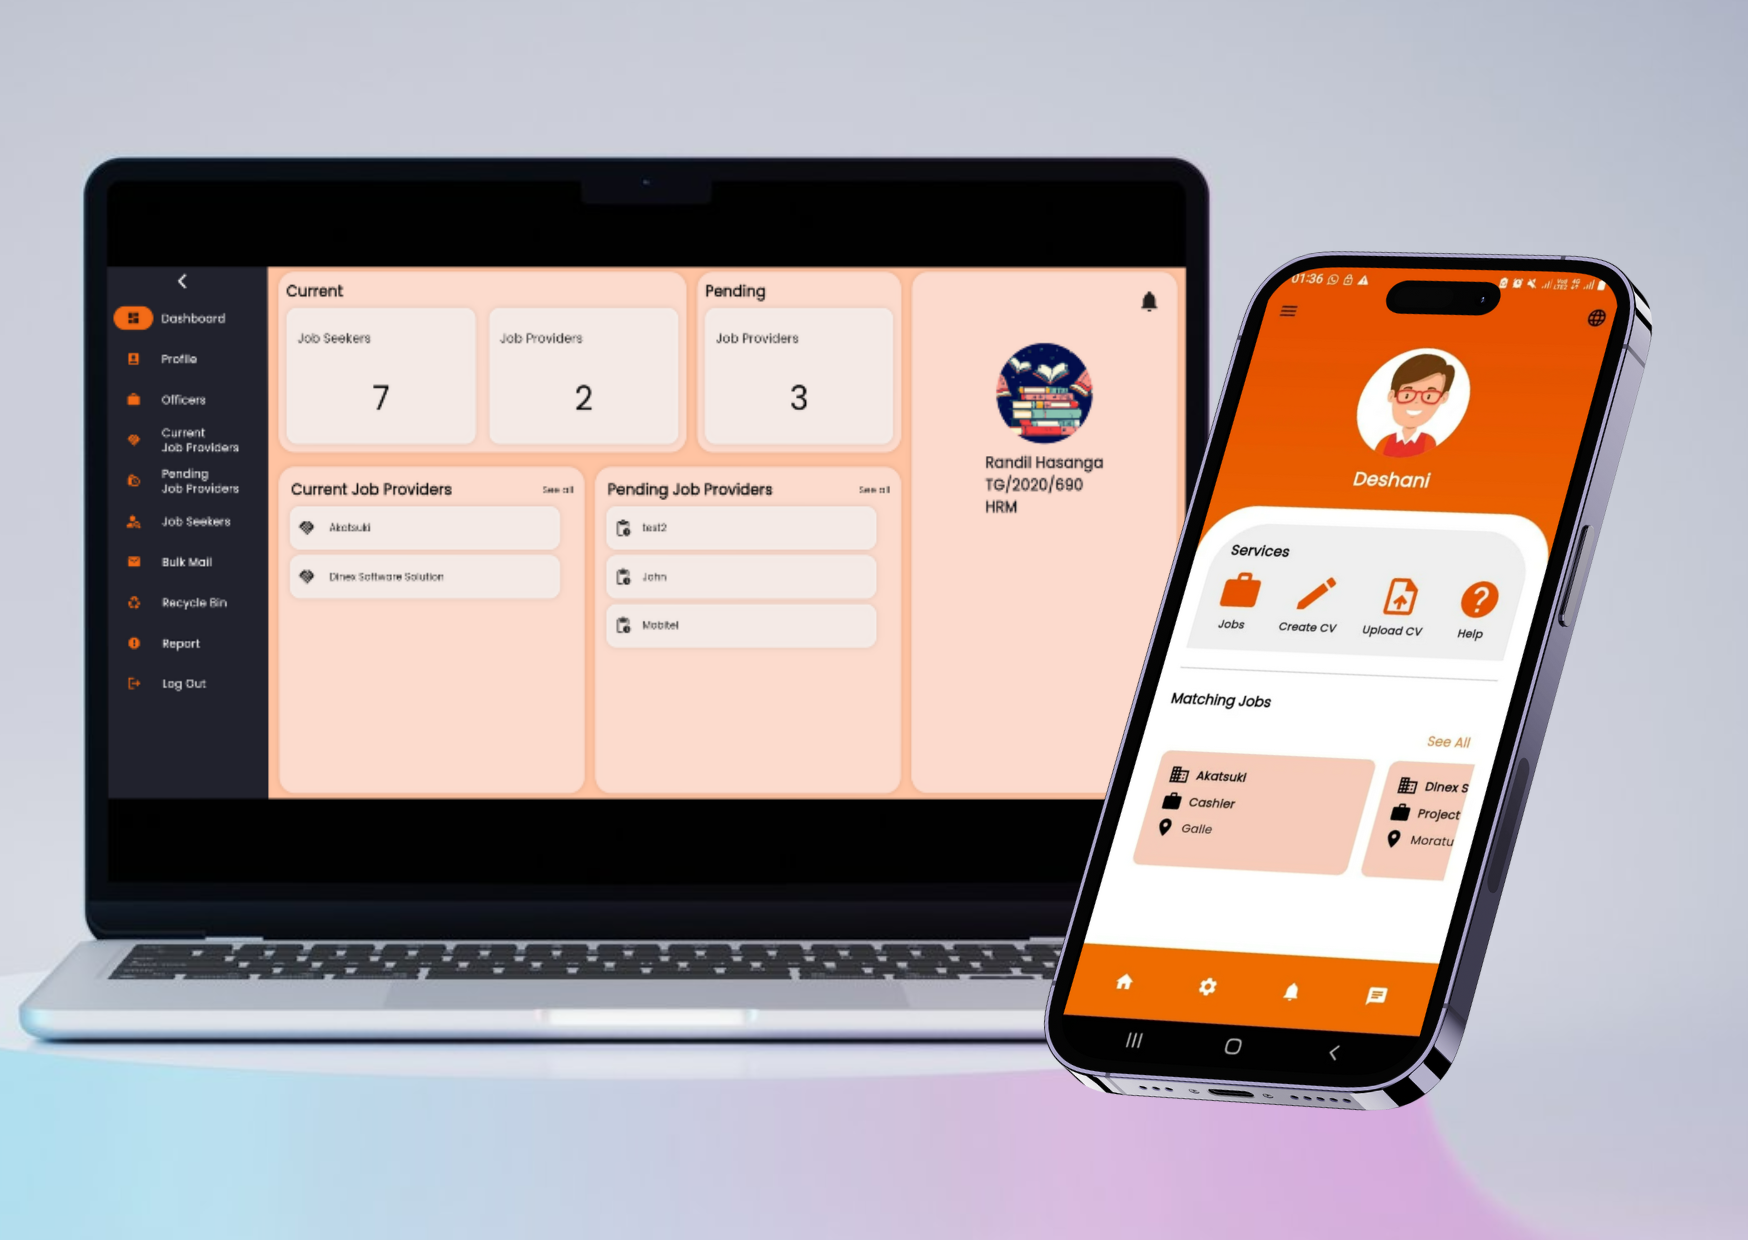 Dashboard
Profile
Officers
Current
Job Providers
Pending
Job Providers
Job Seekers
Bulk Mail
Recycle Bin
Report
Log Out
Current
Job Seekers
7
Job Providers
2
Pending
Job Providers
3
Current Job Providers
See all
Akatsuki
Dinex Software Solution
Pending Job Providers
See all
test2
John
Mobitel
Randil Hasanga
TG/2020/690
HRM
01:36
Deshani
Services
Jobs
Create CV
Upload CV
Help
Matching Jobs
See All
Akatsuki
Cashier
Galle
Dinex S
Project
Moratu